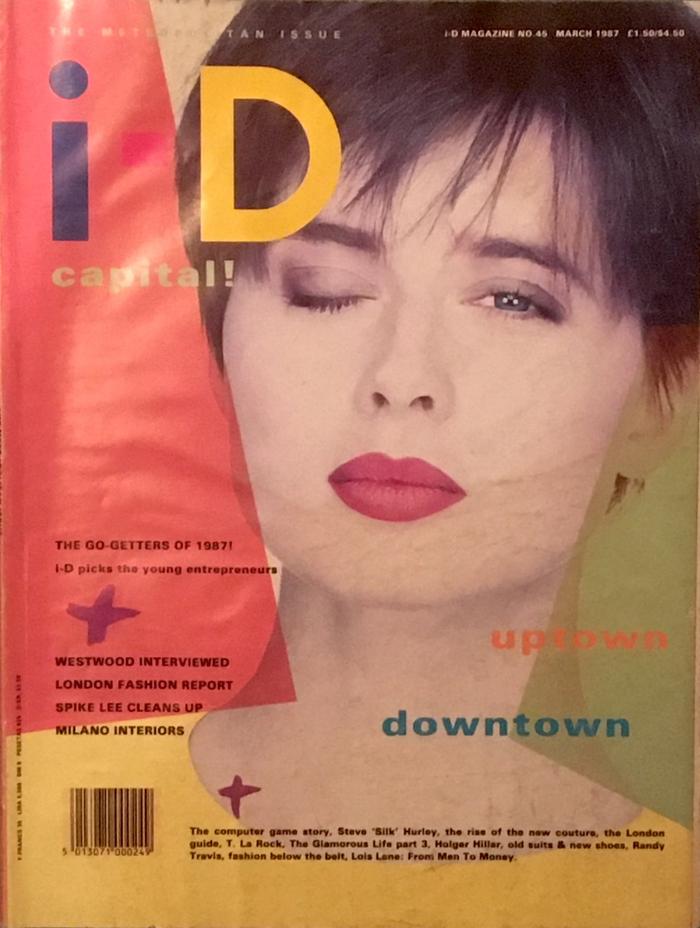 THE METROPOLITAN ISSUE
i-D MAGAZINE NO.45 MARCH 1987 £1.50/$4.50
i-D
capital!
THE GO-GETTERS OF 1987!
i-D picks the young entrepreneurs
WESTWOOD INTERVIEWED
LONDON FASHION REPORT
SPIKE LEE CLEANS UP
MILANO INTERIORS
uptown
downtown
5 013071 000249
The computer game story, Steve 'Silk' Hurley, the rise of the new couture, the London
guide, T. La Rock, The Glamorous Life part 3, Holger Hillar, old suits & new shoes, Randy
Travis, fashion below the belt, Lois Lane: From Men To Money.